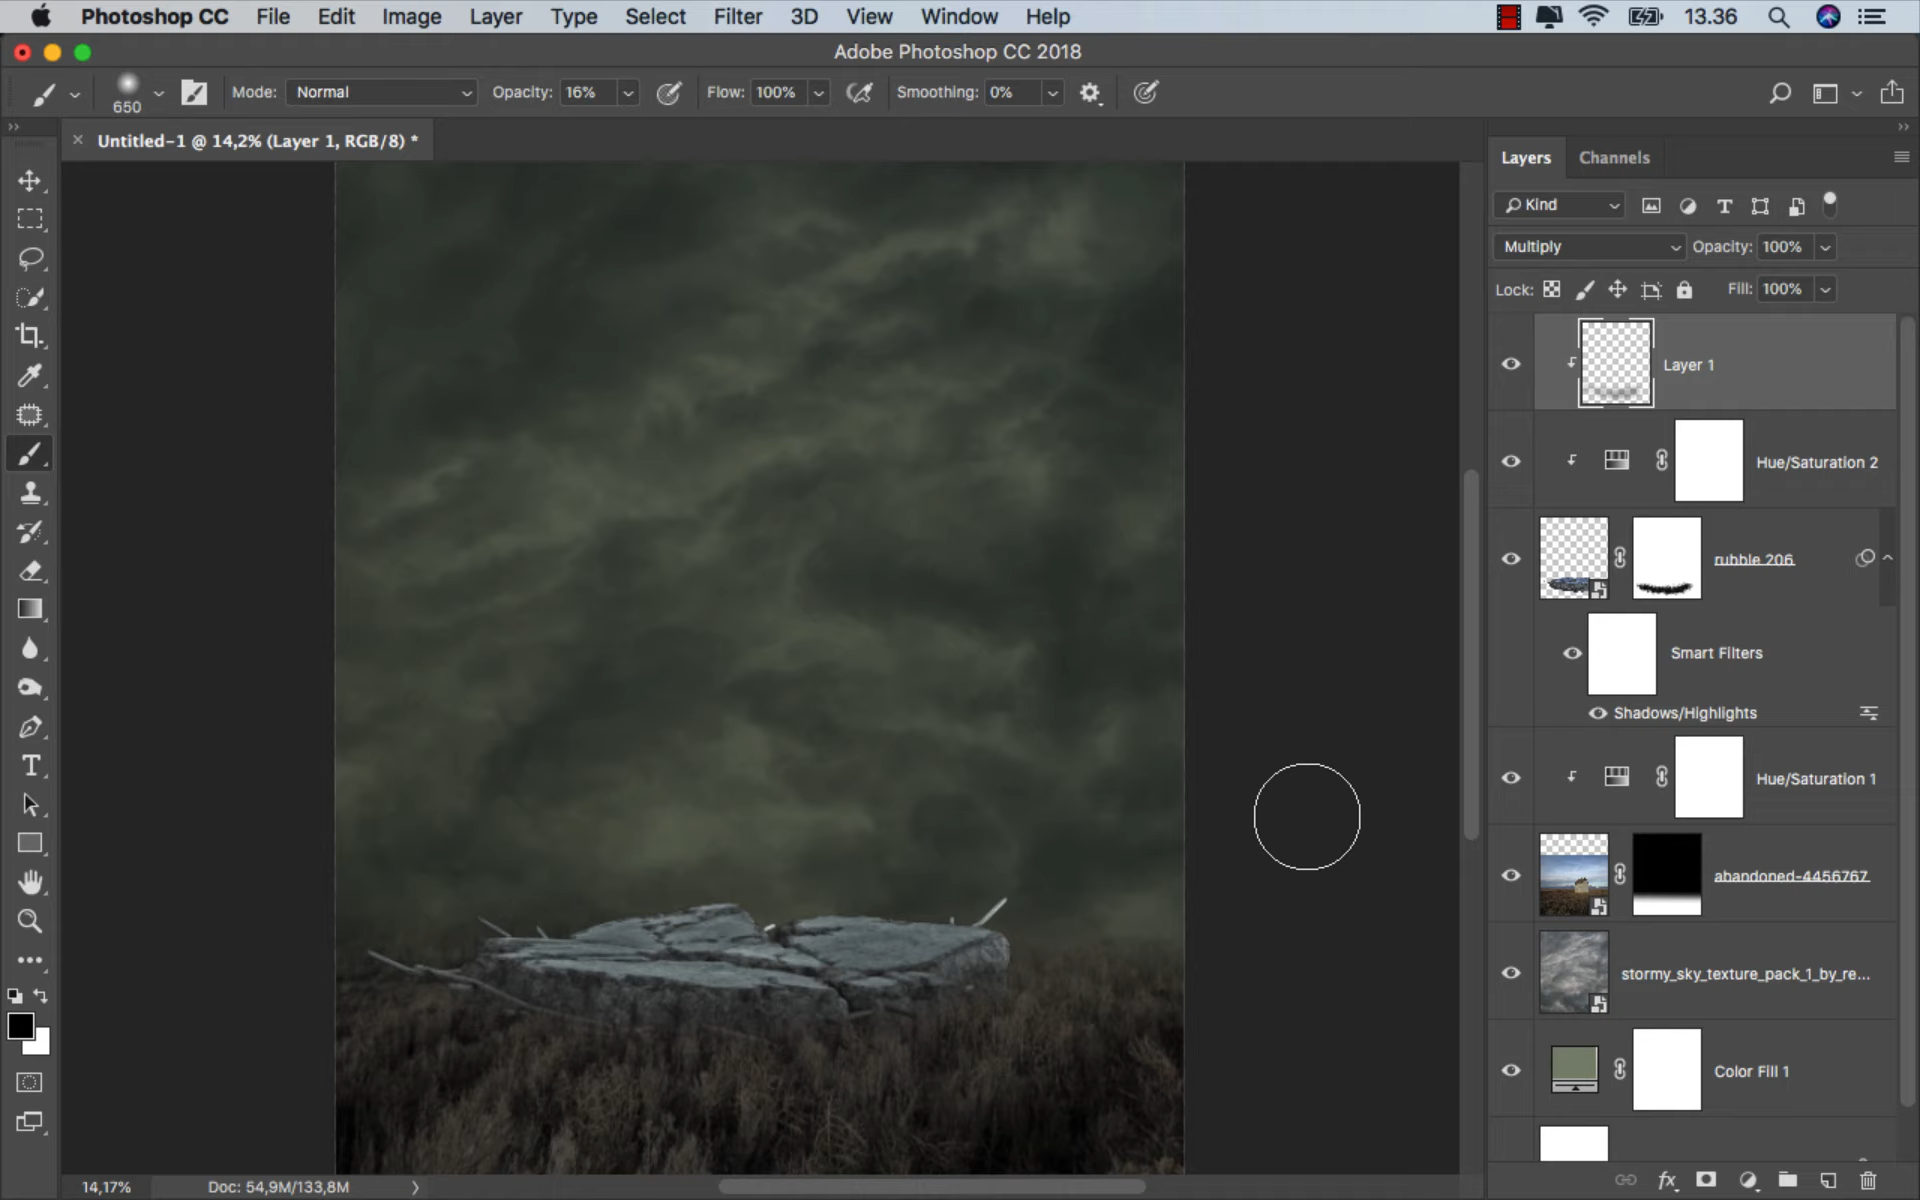 Photoshop CC File Edit Image Layer Type Select Filter 3D View Window Help 13.36
Adobe Photoshop CC 2018
650 Mode: Normal Opacity: 16% Flow: 100% Smoothing: 0%
Untitled-1 @ 14,2% (Layer 1, RGB/8) *
Layers Channels
Kind
Multiply Opacity: 100%
Lock: Fill: 100%
Layer 1
Hue/Saturation 2
rubble 206
Smart Filters
Shadows/Highlights
Hue/Saturation 1
abandoned-4456767
stormy_sky_texture_pack_1_by_re...
Color Fill 1
14,17% Doc: 54,9M/133,8M